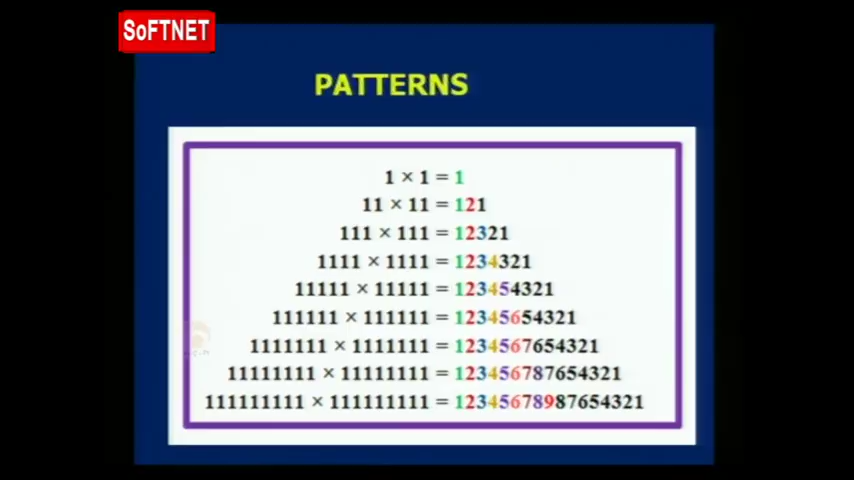 SoFTNET
PATTERNS
1 × 1 = 1
11 × 11 = 121
111 × 111 = 12321
1111 × 1111 = 1234321
11111 × 11111 = 123454321
111111 × 111111 = 12345654321
1111111 × 1111111 = 1234567654321
11111111 × 11111111 = 123456787654321
111111111 × 111111111 = 12345678987654321